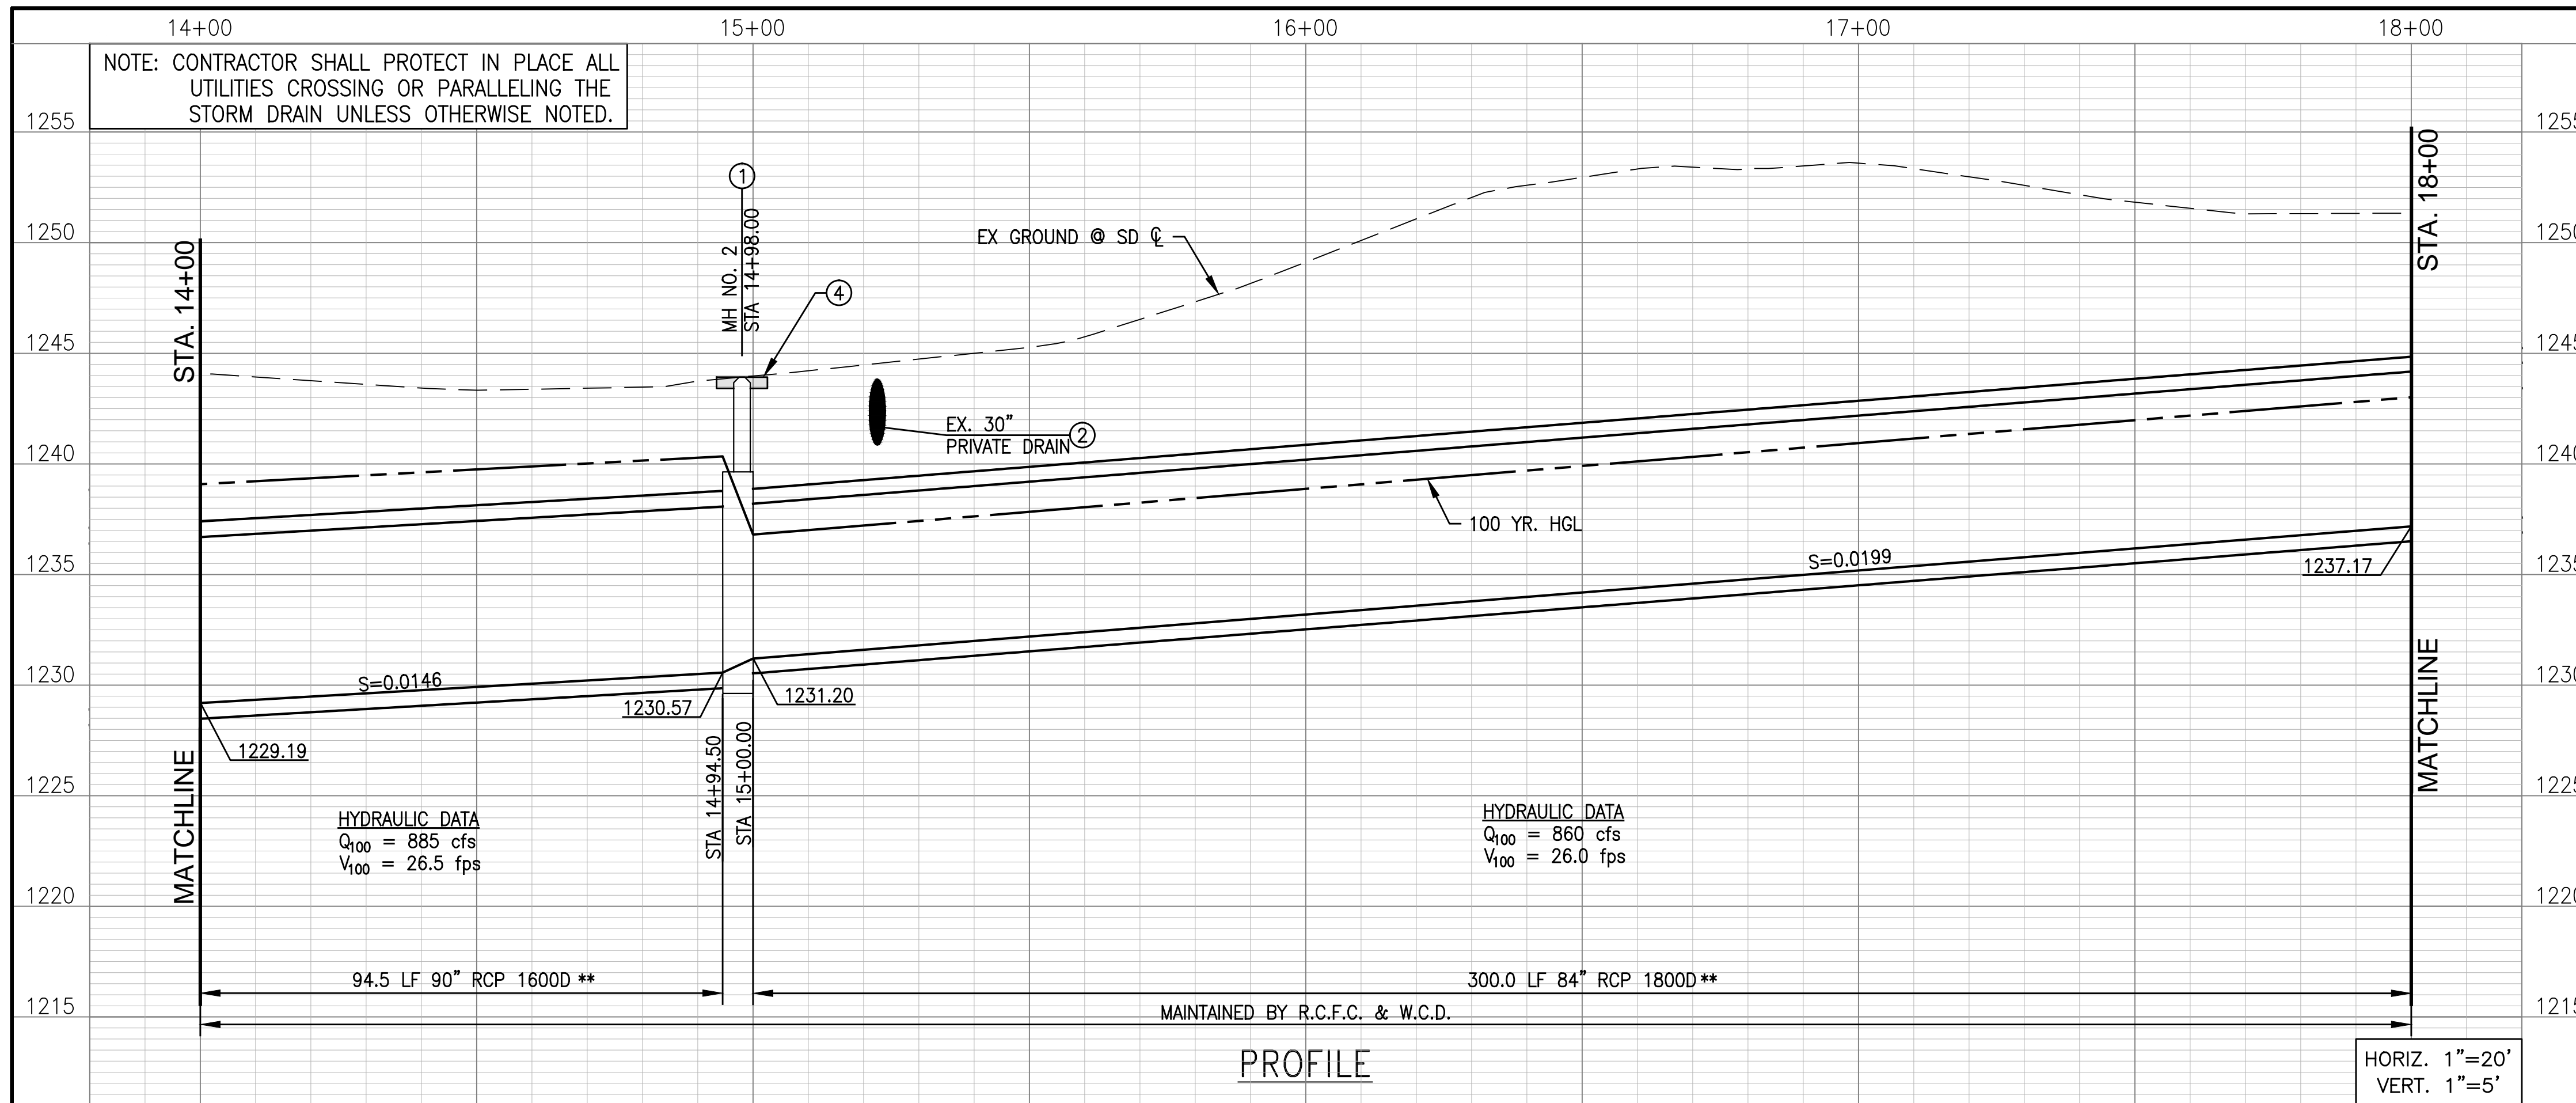 14+00 15+00 16+00 17+00 18+00
NOTE: CONTRACTOR SHALL PROTECT IN PLACE ALL
UTILITIES CROSSING OR PARALLELING THE
STORM DRAIN UNLESS OTHERWISE NOTED.
1255
1250
1245
1240
1235
1230
1225
1220
1215
STA. 14+00
MATCHLINE
1
MH NO. 2
STA 14+98.00
4
EX GROUND @ SD ℄
EX. 30"
PRIVATE DRAIN
2
100 YR. HGL
S=0.0146
S=0.0199
1229.19
1230.57
1231.20
1237.17
STA 14+94.50
STA 15+00.00
HYDRAULIC DATA
Q100 = 885 cfs
V100 = 26.5 fps
HYDRAULIC DATA
Q100 = 860 cfs
V100 = 26.0 fps
94.5 LF 90" RCP 1600D **
300.0 LF 84" RCP 1800D **
MAINTAINED BY R.C.F.C. & W.C.D.
PROFILE
STA. 18+00
MATCHLINE
HORIZ. 1"=20'
VERT. 1"=5'